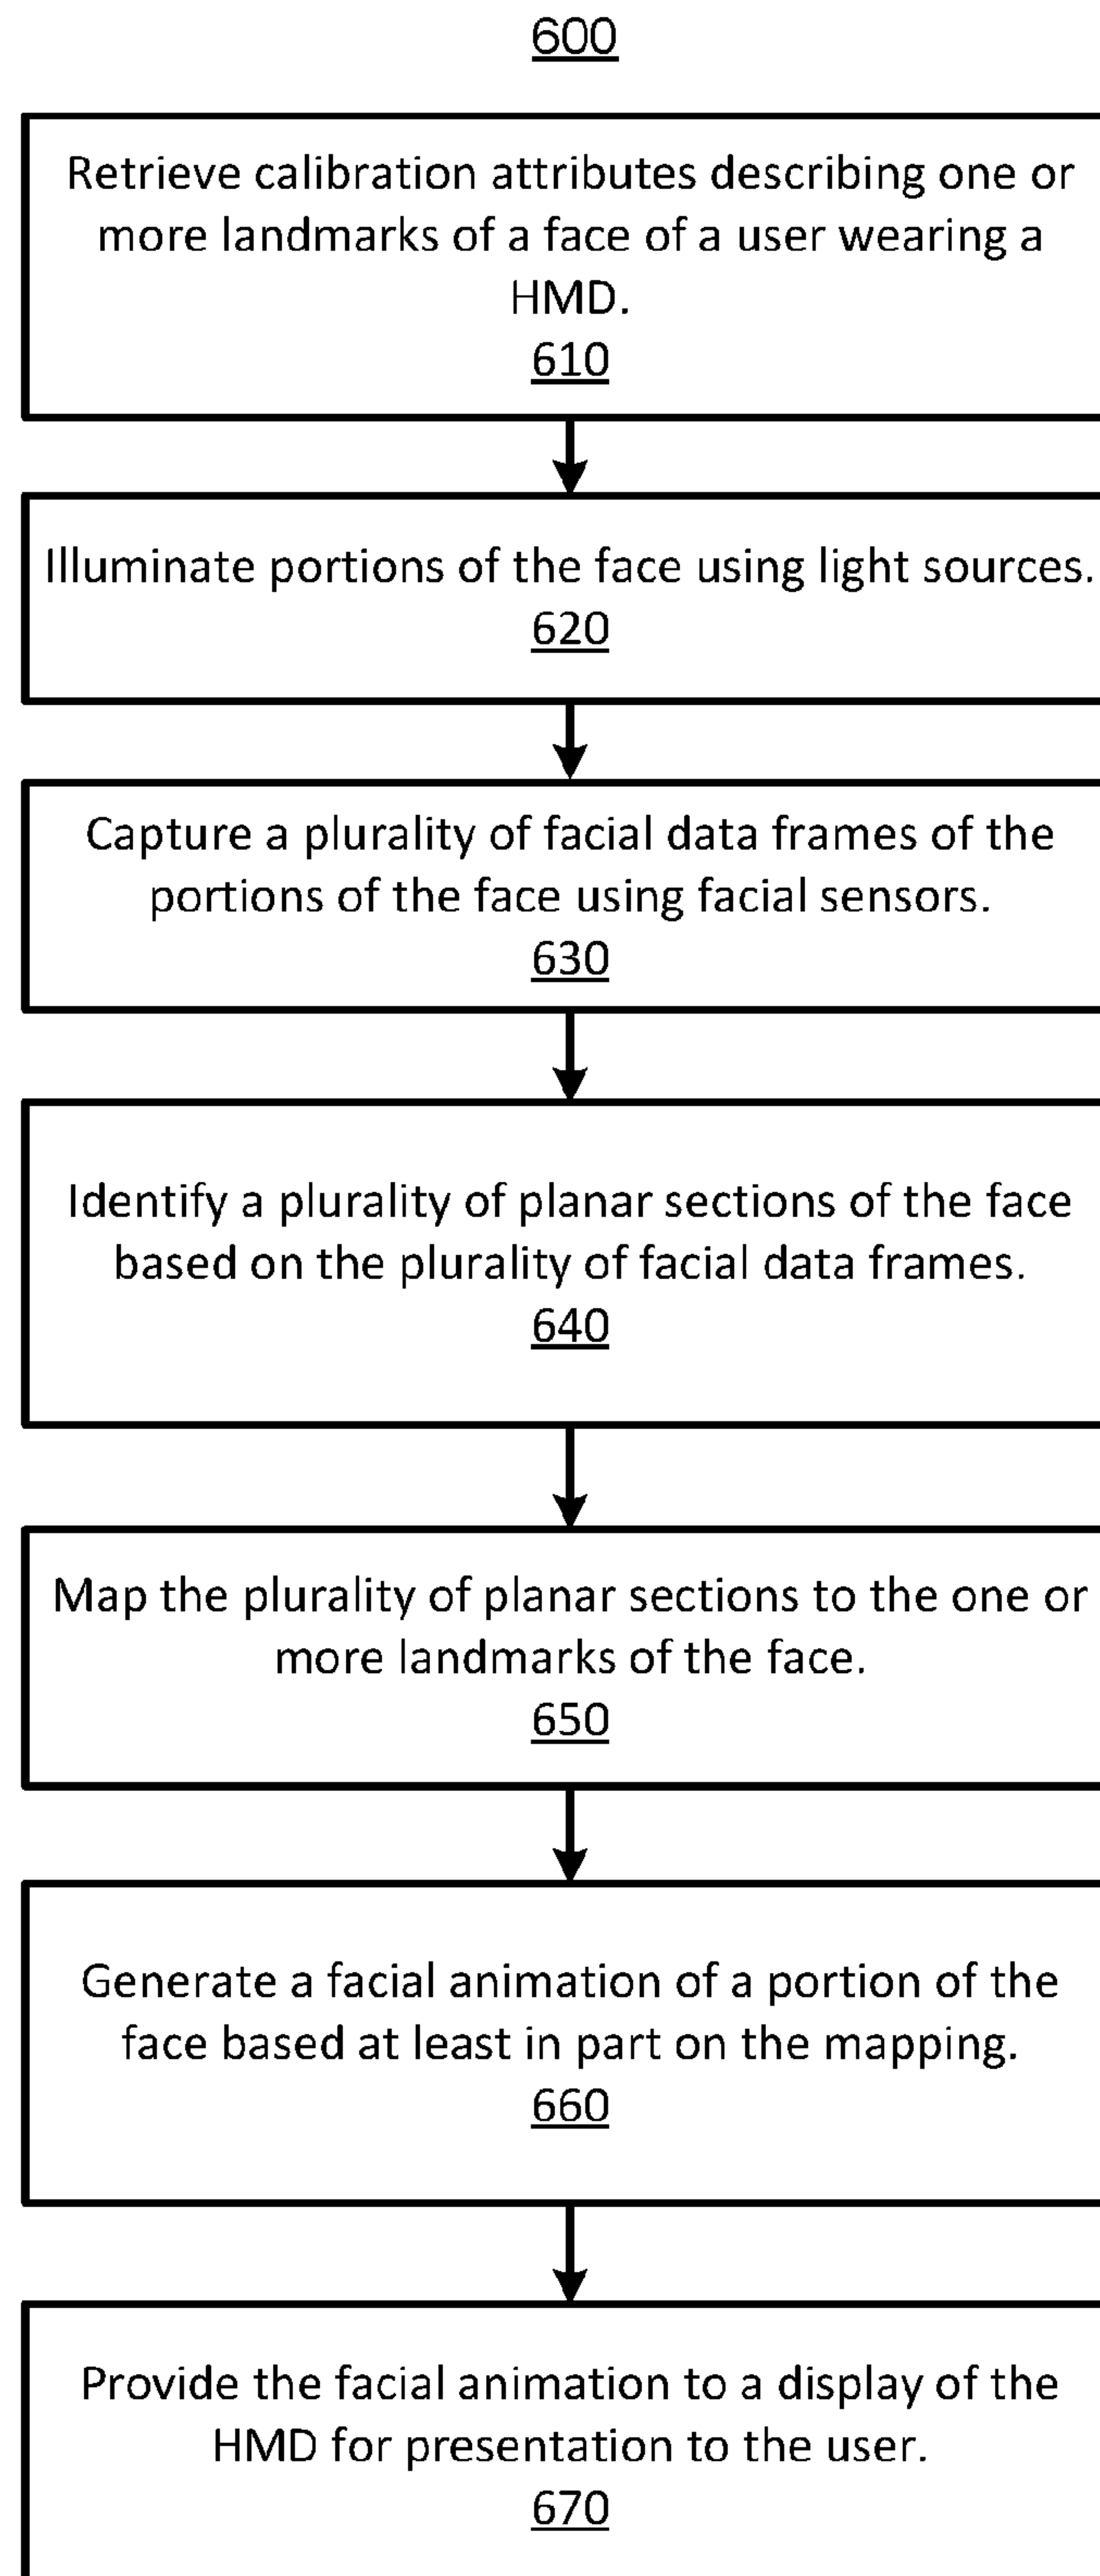 600
Retrieve calibration attributes describing one or
more landmarks of a face of a user wearing a
HMD.
610
Illuminate portions of the face using light sources.
620
Capture a plurality of facial data frames of the
portions of the face using facial sensors.
630
Identify a plurality of planar sections of the face
based on the plurality of facial data frames.
640
Map the plurality of planar sections to the one or
more landmarks of the face.
650
Generate a facial animation of a portion of the
face based at least in part on the mapping.
660
Provide the facial animation to a display of the
HMD for presentation to the user.
670